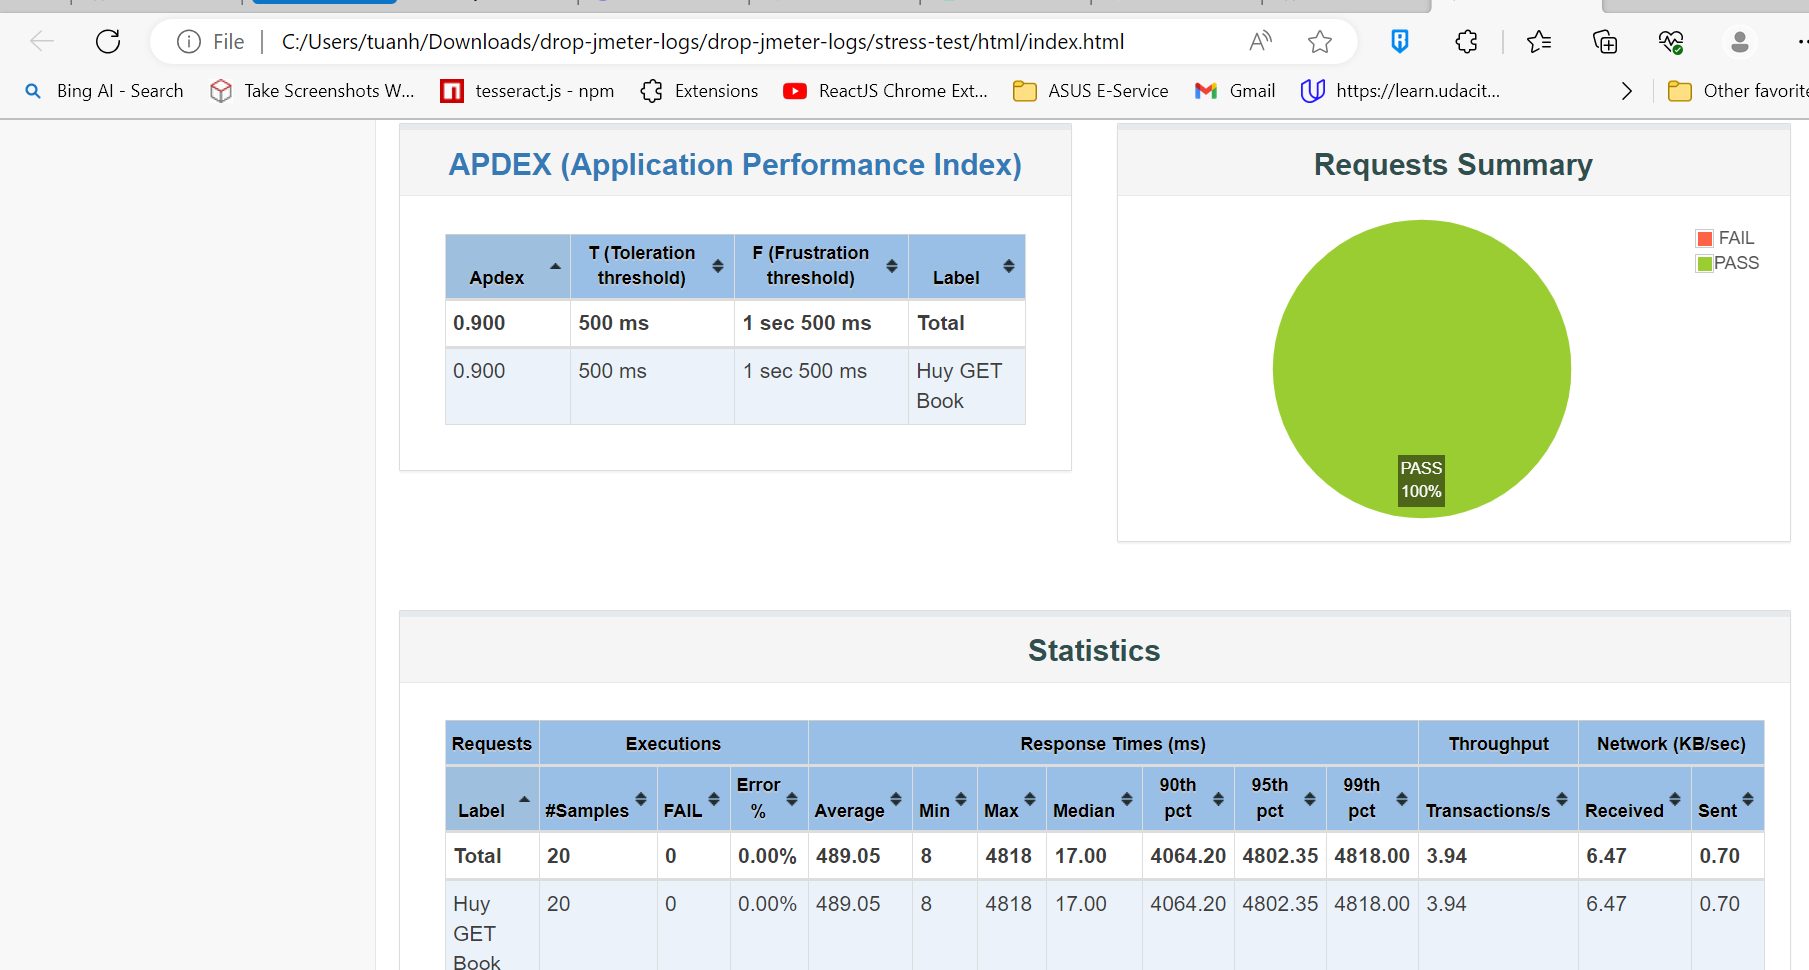 File
C:/Users/tuanh/Downloads/drop-jmeter-logs/drop-jmeter-logs/stress-test/html/index.html
Bing AI - Search
Take Screenshots W...
tesseract.js - npm
Extensions
ReactJS Chrome Ext...
ASUS E-Service
Gmail
https://learn.udacit...
Other favorite
APDEX (Application Performance Index)
Apdex T (Toleration threshold) F (Frustration threshold) Label
0.900 500 ms 1 sec 500 ms Total
0.900 500 ms 1 sec 500 ms Huy GET Book
Requests Summary
FAIL
PASS
PASS
100%
Statistics
Requests Executions Response Times (ms) Throughput Network (KB/sec)
Label #Samples FAIL Error % Average Min Max Median 90th pct 95th pct 99th pct Transactions/s Received Sent
Total 20 0 0.00% 489.05 8 4818 17.00 4064.20 4802.35 4818.00 3.94 6.47 0.70
Huy GET Book 20 0 0.00% 489.05 8 4818 17.00 4064.20 4802.35 4818.00 3.94 6.47 0.70